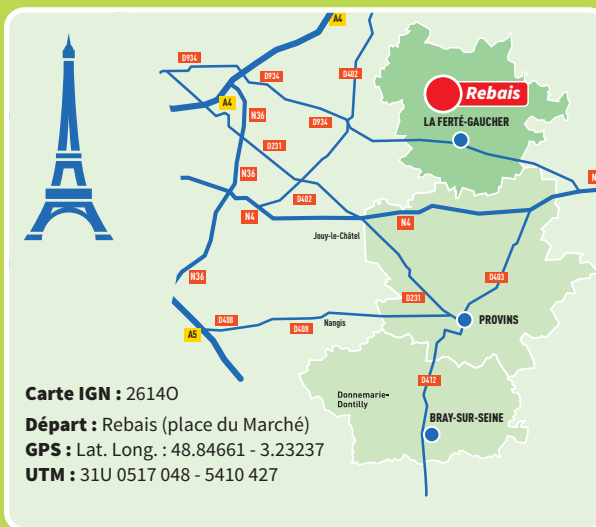 A4
D934
D402
D934
A4
Rebais
N36
D934
LA FERTÉ-GAUCHER
D231
N36
D402
N4
N4
Jouy-le-Châtel
N36
D403
D231
D408
D408
Nangis
PROVINS
A5
D412
Donnemarie-
Dontilly
BRAY-SUR-SEINE
Carte IGN : 2614O
Départ : Rebais (place du Marché)
GPS : Lat. Long. : 48.84661 - 3.23237
UTM : 31U 0517 048 - 5410 427